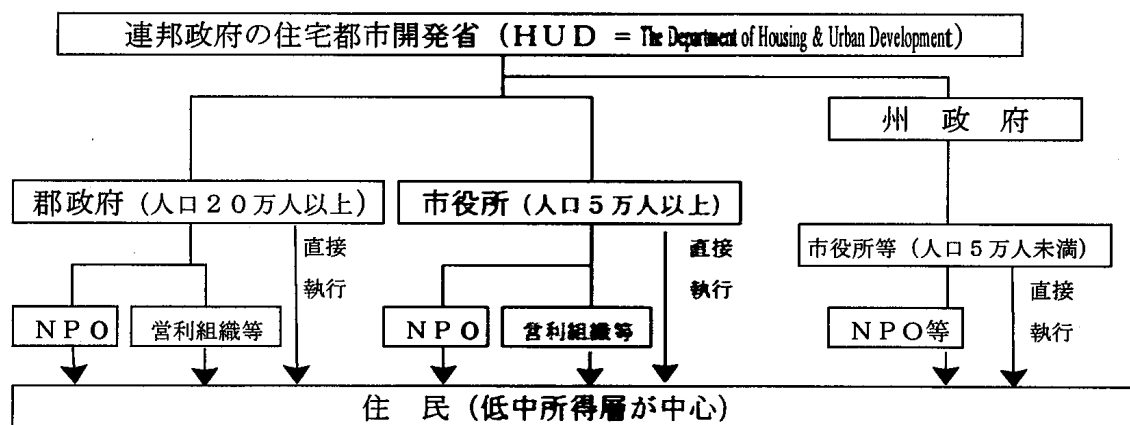 連邦政府の住宅都市開発省（ＨＵＤ ＝ The Department of Housing & Urban Development）
州 政 府
郡政府（人口２０万人以上）
市役所（人口５万人以上）
市役所等（人口５万人未満）
直接
執行
直接
執行
直接
執行
ＮＰＯ
営利組織等
ＮＰＯ
営利組織等
ＮＰＯ等
住 民（低中所得層が中心）